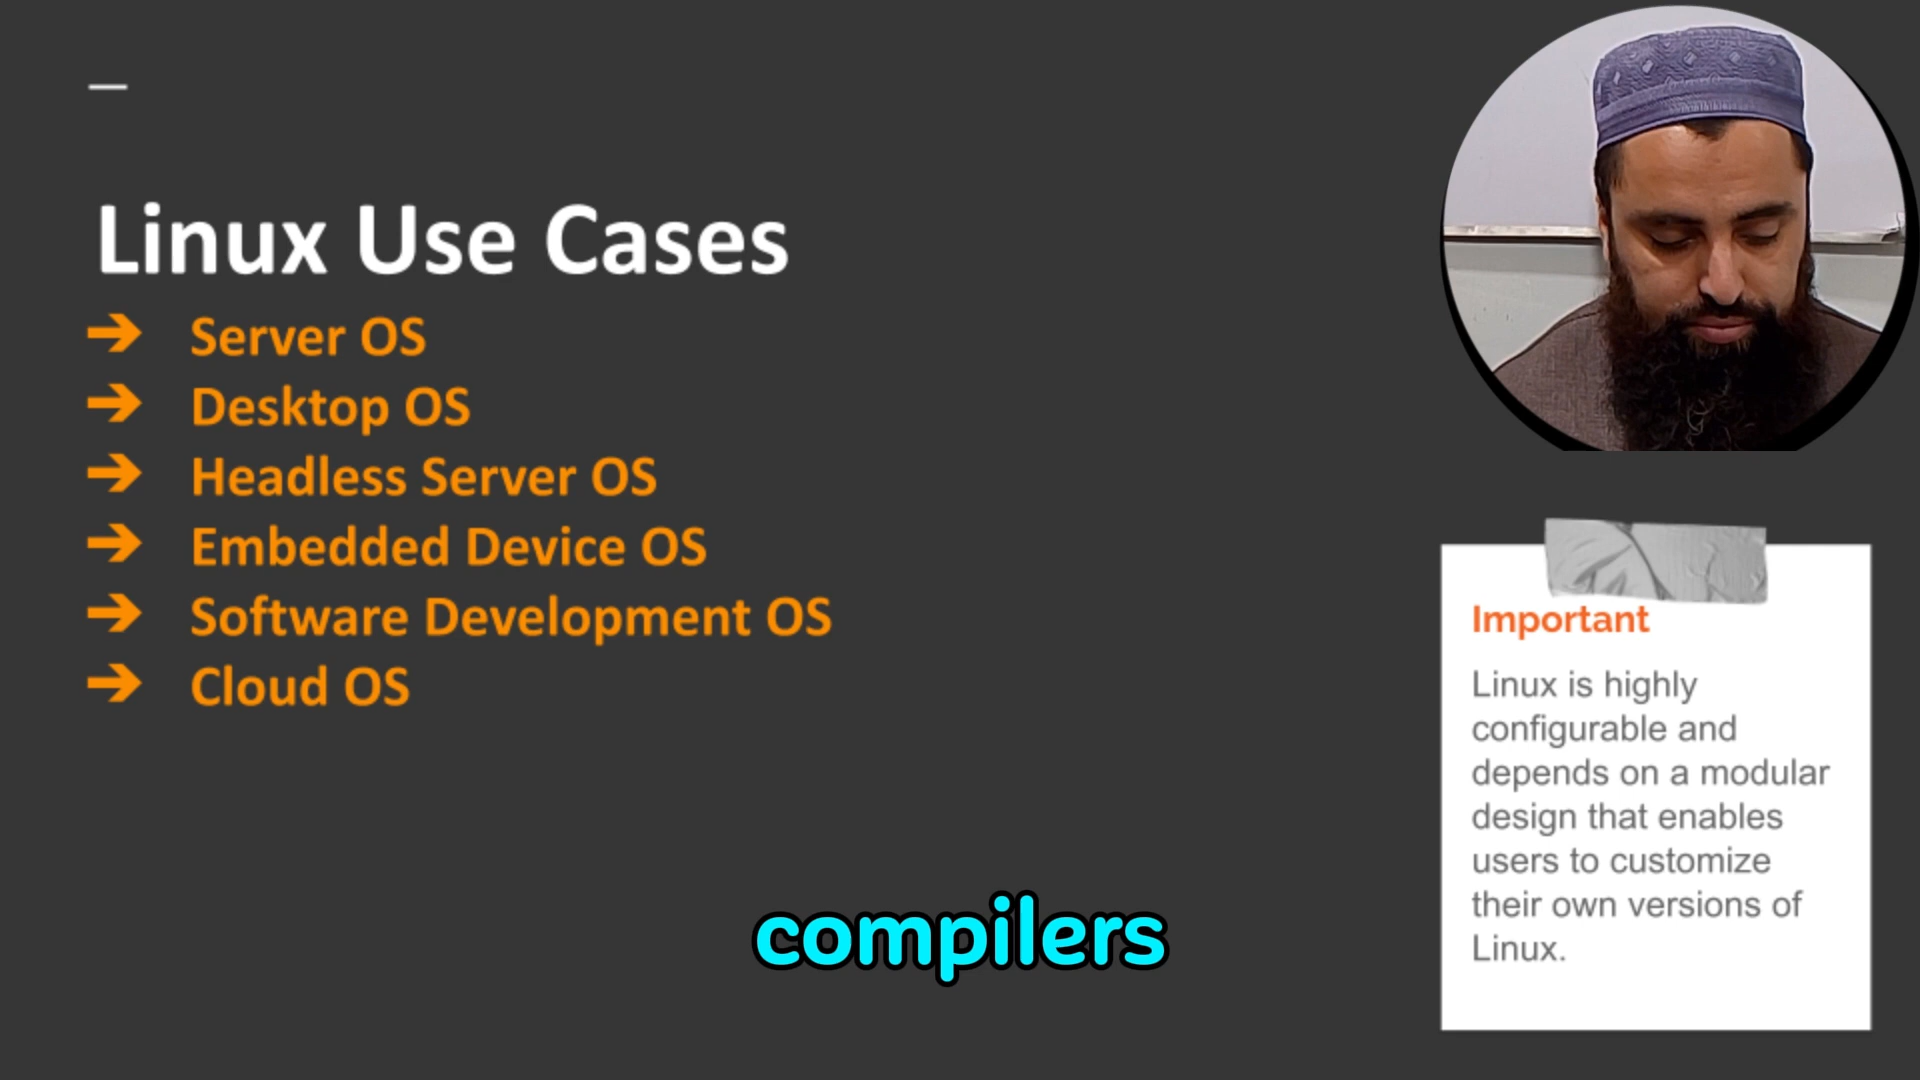 Linux Use Cases
➔ Server OS
➔ Desktop OS
➔ Headless Server OS
➔ Embedded Device OS
➔ Software Development OS
➔ Cloud OS
Important
Linux is highly
configurable and
depends on a modular
design that enables
users to customize
their own versions of
Linux.
compilers